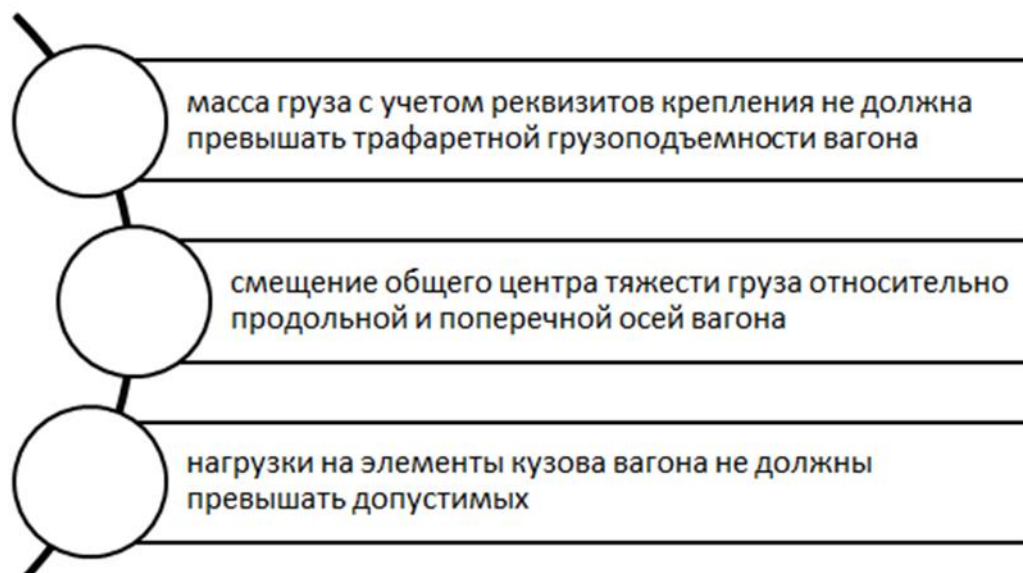 масса груза с учетом реквизитов крепления не должна
превышать трафаретной грузоподъемности вагона
смещение общего центра тяжести груза относительно
продольной и поперечной осей вагона
нагрузки на элементы кузова вагона не должны
превышать допустимых